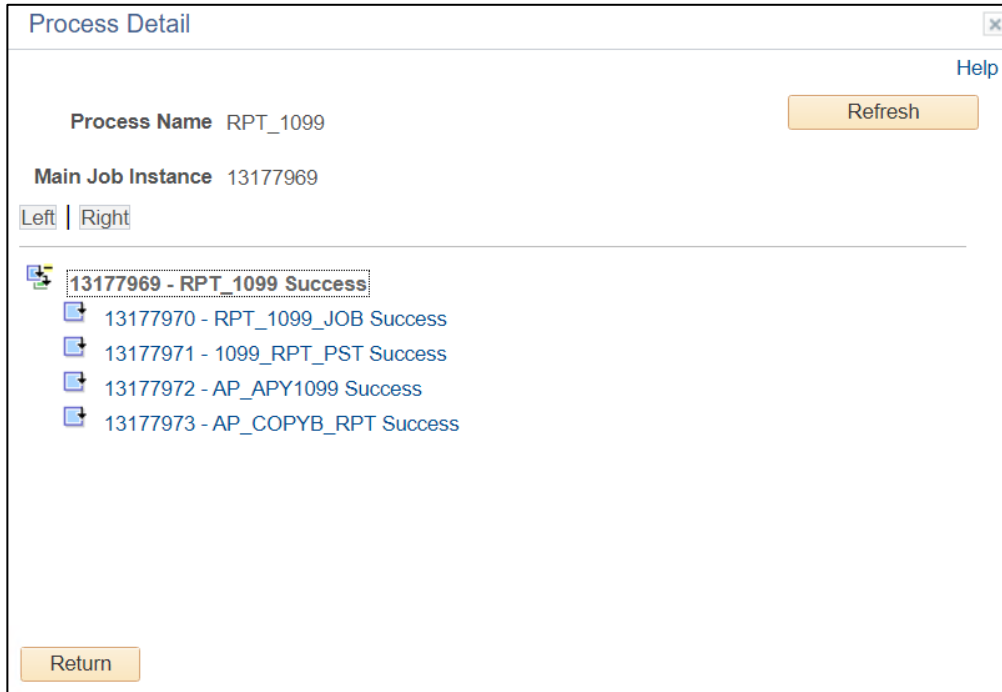 Process Detail
Help
Process Name RPT_1099
Refresh
Main Job Instance 13177969
Left | Right
13177969 - RPT_1099 Success
13177970 - RPT_1099_JOB Success
13177971 - 1099_RPT_PST Success
13177972 - AP_APY1099 Success
13177973 - AP_COPYB_RPT Success
Return